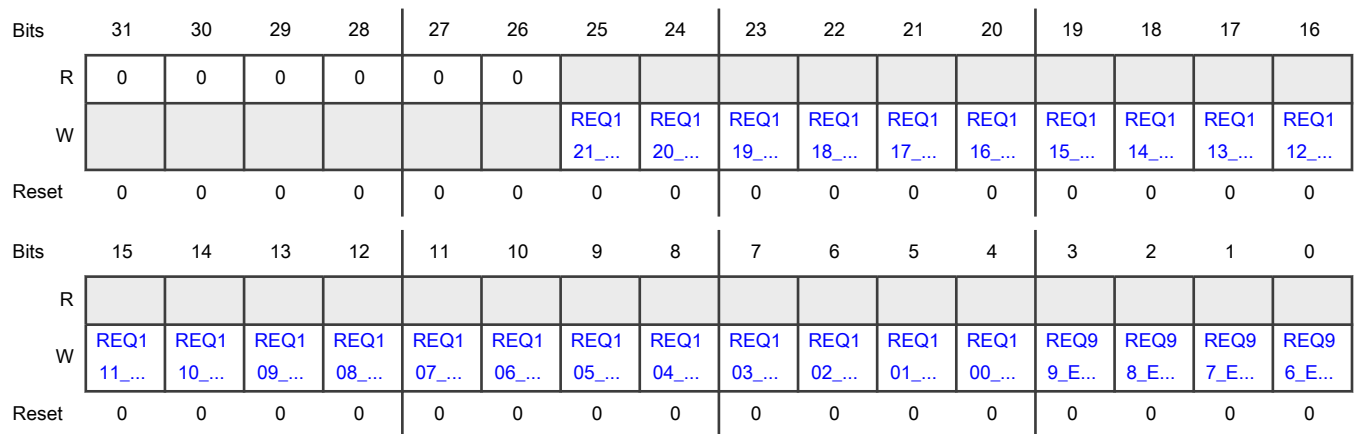 Bits 31 30 29 28 27 26 25 24 23 22 21 20 19 18 17 16
R 0 0 0 0 0 0
W REQ1 REQ1 REQ1 REQ1 REQ1 REQ1 REQ1 REQ1 REQ1 REQ1
21_... 20_... 19_... 18_... 17_... 16_... 15_... 14_... 13_... 12_...
Reset 0 0 0 0 0 0 0 0 0 0 0 0 0 0 0 0
Bits 15 14 13 12 11 10 9 8 7 6 5 4 3 2 1 0
R
W REQ1 REQ1 REQ1 REQ1 REQ1 REQ1 REQ1 REQ1 REQ1 REQ1 REQ1 REQ1 REQ9 REQ9 REQ9 REQ9
11_... 10_... 09_... 08_... 07_... 06_... 05_... 04_... 03_... 02_... 01_... 00_... 9_E... 8_E... 7_E... 6_E...
Reset 0 0 0 0 0 0 0 0 0 0 0 0 0 0 0 0